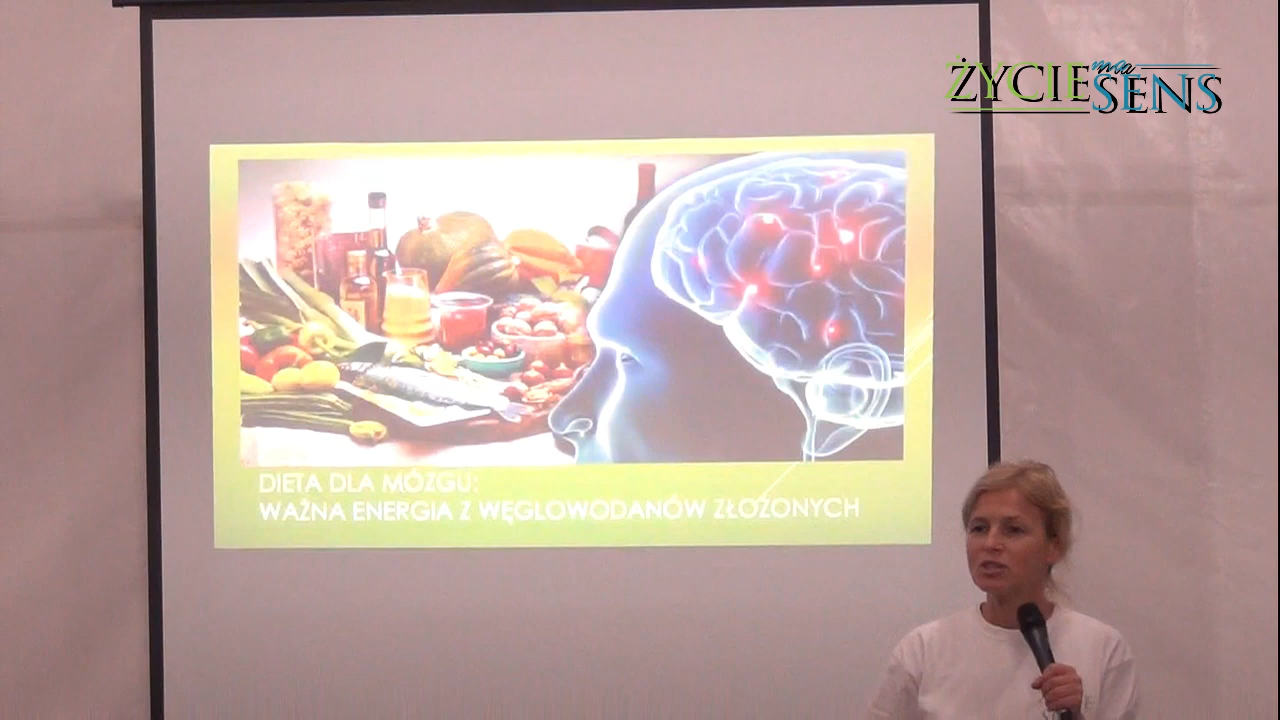 ŻYCIE ma SENS
DIETA DLA MÓZGU:
WAŻNA ENERGIA Z WĘGLOWODANÓW ZŁOŻONYCH